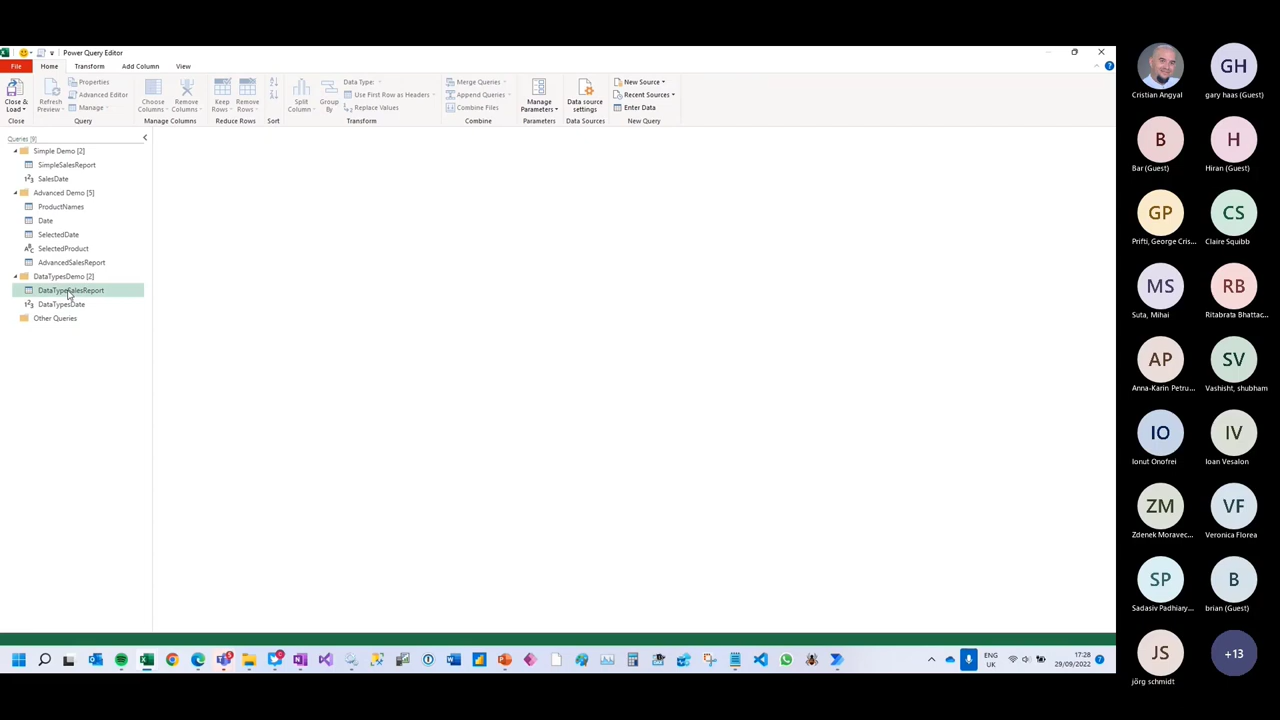 Power Query Editor
File Home Transform Add Column View
Close & Load
Close
Refresh Preview
Properties
Advanced Editor
Manage
Query
Choose Columns
Remove Columns
Manage Columns
Keep Rows
Remove Rows
Reduce Rows
Sort
Split Column
Group By
Data Type:
Use First Row as Headers
Replace Values
Transform
Merge Queries
Append Queries
Combine Files
Combine
Manage Parameters
Parameters
Data source settings
Data Sources
New Source
Recent Sources
Enter Data
New Query
Queries [9]
Simple Demo [2]
SimpleSalesReport
SalesDate
Advanced Demo [5]
ProductNames
Date
SelectedDate
SelectedProduct
AdvancedSalesReport
DataTypesDemo [2]
DataTypeSalesReport
DataTypesDate
Other Queries
ENG
UK
17:28
29/09/2022
Cristian Angyal
GH
gary haas (Guest)
B
Bar (Guest)
H
Hiran (Guest)
GP
Prifti, George Cris...
CS
Claire Squibb
MS
Suta, Mihai
RB
Ritabrata Bhattac...
AP
Anna-Karin Petru...
SV
Vashisht, shubham
IO
Ionut Onofrei
IV
Ioan Vesalon
ZM
Zdenek Moravec...
VF
Veronica Florea
SP
Sadasiv Padhiary...
B
brian (Guest)
JS
jörg schmidt
+13